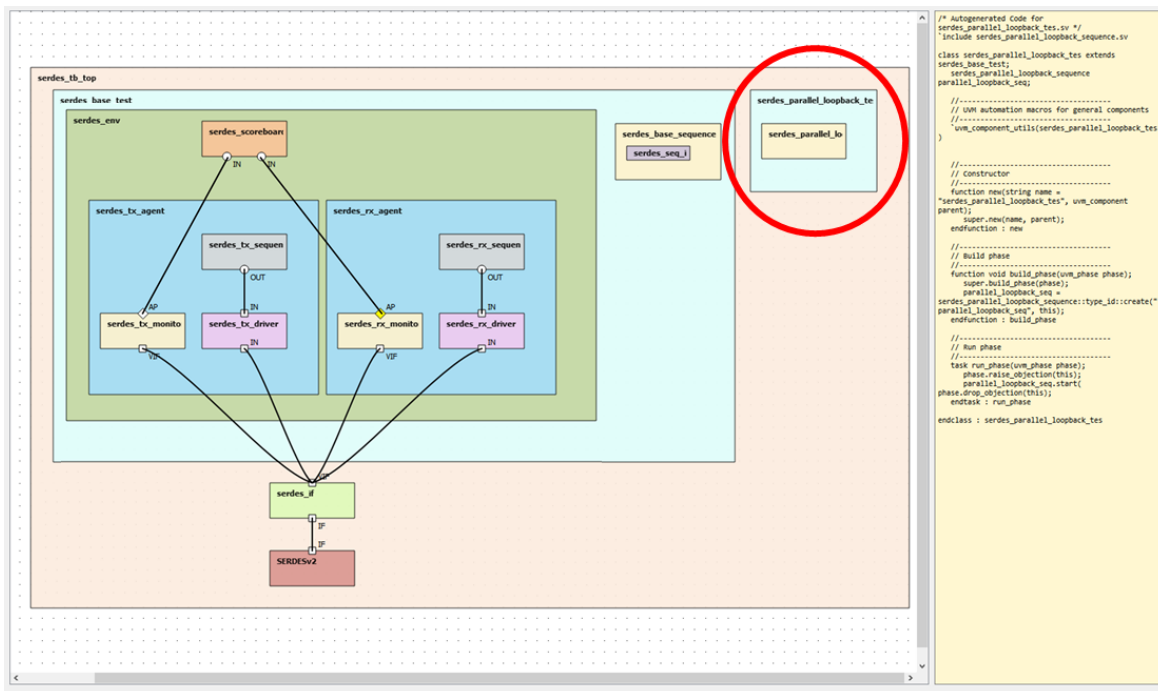 serdes_tb_top
serdes_base_test
serdes_env
serdes_scoreboar
IN
IN
serdes_tx_agent
serdes_tx_sequen
OUT
AP
IN
serdes_tx_monito
serdes_tx_driver
VIF
IN
serdes_rx_agent
serdes_rx_sequen
OUT
AP
IN
serdes_rx_monito
serdes_rx_driver
VIF
IN
serdes_base_sequence
serdes_seq_i
serdes_parallel_loopback_te
serdes_parallel_lo
VIF
serdes_if
IF
IF
SERDESv2
/* Autogenerated Code for
serdes_parallel_loopback_tes.sv */
`include serdes_parallel_loopback_sequence.sv
class serdes_parallel_loopback_tes extends
serdes_base_test;
serdes_parallel_loopback_sequence
parallel_loopback_seq;
//-----------------------------------
// UVM automation macros for general components
//-----------------------------------
`uvm_component_utils(serdes_parallel_loopback_tes
)
//-----------------------------------
// Constructor
//-----------------------------------
function new(string name =
"serdes_parallel_loopback_tes", uvm_component
parent);
super.new(name, parent);
endfunction : new
//-----------------------------------
// Build phase
//-----------------------------------
function void build_phase(uvm_phase phase);
super.build_phase(phase);
parallel_loopback_seq =
serdes_parallel_loopback_sequence::type_id::create("
parallel_loopback_seq", this);
endfunction : build_phase
//-----------------------------------
// Run phase
//-----------------------------------
task run_phase(uvm_phase phase);
phase.raise_objection(this);
parallel_loopback_seq.start(
phase.drop_objection(this);
endtask : run_phase
endclass : serdes_parallel_loopback_tes